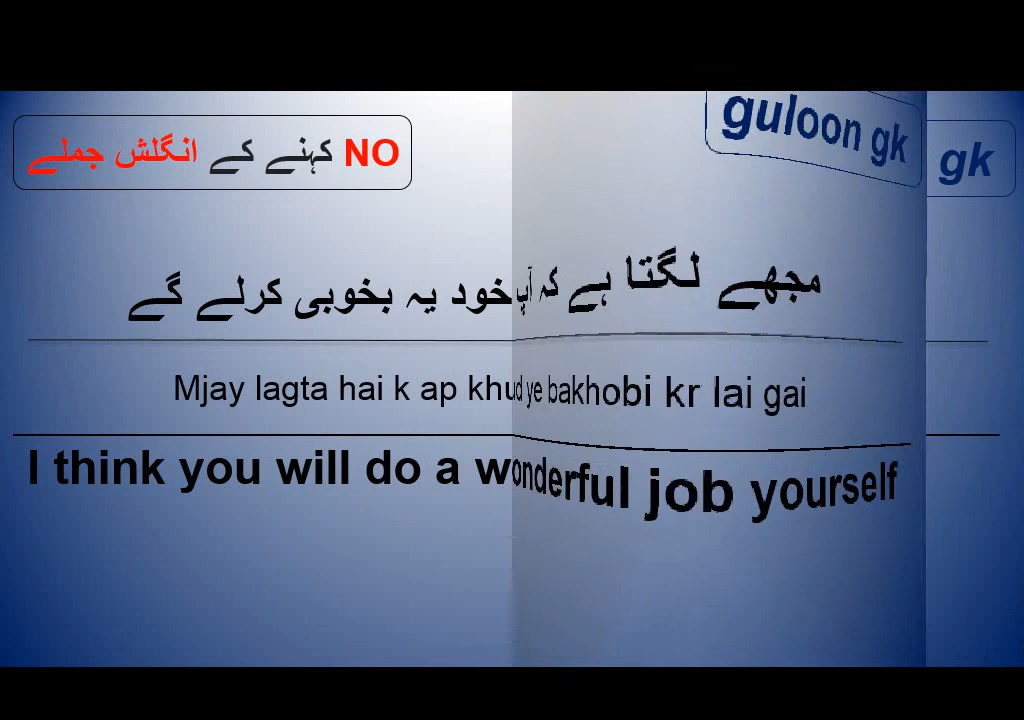 NO کہنے کے انگلش جملے
guloon gk
gk
مجھے لگتا ہے کہ آپ خود یہ بخوبی کرلے گے
Mjay lagta hai k ap khud ye bakhobi kr lai gai
I think you will do a wonderful job yourself